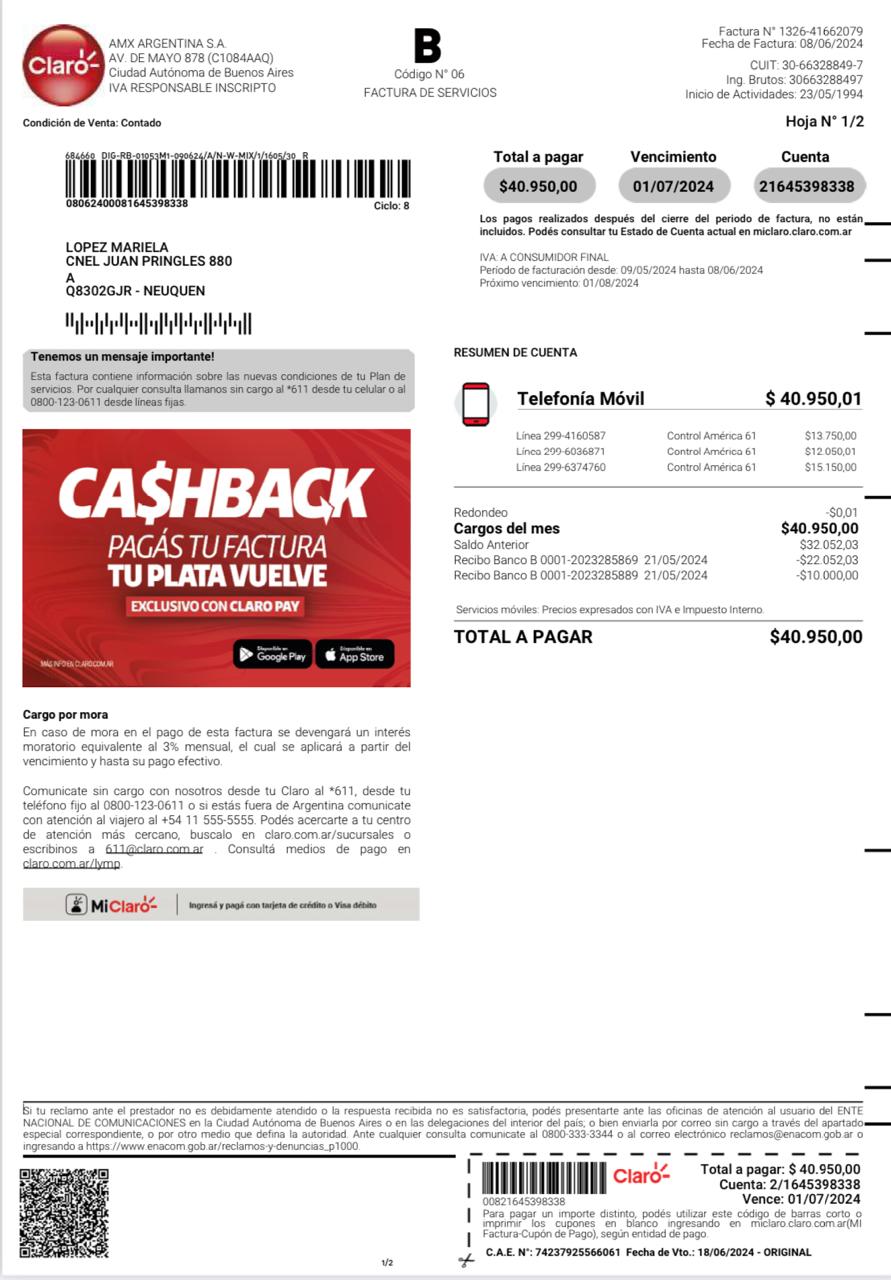 Claro
AMX ARGENTINA S.A.
AV. DE MAYO 878 (C1084AAQ)
Ciudad Autónoma de Buenos Aires
IVA RESPONSABLE INSCRIPTO
B
Código N° 06
FACTURA DE SERVICIOS
Factura N° 1326-41662079
Fecha de Factura: 08/06/2024
CUIT: 30-66328849-7
Ing. Brutos: 30663288497
Inicio de Actividades: 23/05/1994
Condición de Venta: Contado
Hoja N° 1/2
684660 DIG-RB-01053M1-090624/A/N-W-MIX/1/1605/30 R
08062400081645398338
Ciclo: 8
Total a pagar Vencimiento Cuenta
$40.950,00 01/07/2024 21645398338
Los pagos realizados después del cierre del periodo de factura, no están
incluidos. Podés consultar tu Estado de Cuenta actual en miclaro.claro.com.ar
IVA: A CONSUMIDOR FINAL
Período de facturación desde: 09/05/2024 hasta 08/06/2024
Próximo vencimiento: 01/08/2024
LOPEZ MARIELA
CNEL JUAN PRINGLES 880
A
Q8302GJR - NEUQUEN
Tenemos un mensaje importante!
Esta factura contiene información sobre las nuevas condiciones de tu Plan de
servicios. Por cualquier consulta llamanos sin cargo al *611 desde tu celular o al
0800-123-0611 desde líneas fijas.
CA$HBACK
PAGÁS TU FACTURA
TU PLATA VUELVE
EXCLUSIVO CON CLARO PAY
MÁS INFO EN CLARO.COM.AR
Disponible en
Google Play
Disponible en
App Store
RESUMEN DE CUENTA
Telefonía Móvil $ 40.950,01
Línea 299-4160587 Control América 61 $13.750,00
Línea 299-6036871 Control América 61 $12.050,01
Línea 299-6374760 Control América 61 $15.150,00
Redondeo -$0,01
Cargos del mes $40.950,00
Saldo Anterior $32.052,03
Recibo Banco B 0001-2023285869 21/05/2024 -$22.052,03
Recibo Banco B 0001-2023285889 21/05/2024 -$10.000,00
Servicios móviles: Precios expresados con IVA e Impuesto Interno.
TOTAL A PAGAR $40.950,00
Cargo por mora
En caso de mora en el pago de esta factura se devengará un interés
moratorio equivalente al 3% mensual, el cual se aplicará a partir del
vencimiento y hasta su pago efectivo.
Comunicate sin cargo con nosotros desde tu Claro al *611, desde tu
teléfono fijo al 0800-123-0611 o si estás fuera de Argentina comunicate
con atención al viajero al +54 11 555-5555. Podés acercarte a tu centro
de atención más cercano, buscalo en claro.com.ar/sucursales o
escribinos a 611@claro.com.ar . Consultá medios de pago en
claro.com.ar/lymp.
MiClaro
Ingresá y pagá con tarjeta de crédito o Visa débito
Si tu reclamo ante el prestador no es debidamente atendido o la respuesta recibida no es satisfactoria, podés presentarte ante las oficinas de atención al usuario del ENTE
NACIONAL DE COMUNICACIONES en la Ciudad Autónoma de Buenos Aires o en las delegaciones del interior del país; o bien enviarla por correo sin cargo a través del apartado
especial correspondiente, o por otro medio que defina la autoridad. Ante cualquier consulta comunicate al 0800-333-3344 o al correo electrónico reclamos@enacom.gob.ar o
ingresando a https://www.enacom.gob.ar/reclamos-y-denuncias_p1000.
00821645398338
Claro
Total a pagar: $ 40.950,00
Cuenta: 2/1645398338
Vence: 01/07/2024
Para pagar un importe distinto, podés utilizar este código de barras corto o
imprimir los cupones en blanco ingresando en miclaro.claro.com.ar(MI
Factura-Cupón de Pago), según entidad de pago.
C.A.E. N°: 74237925566061 Fecha de Vto.: 18/06/2024 - ORIGINAL
1/2